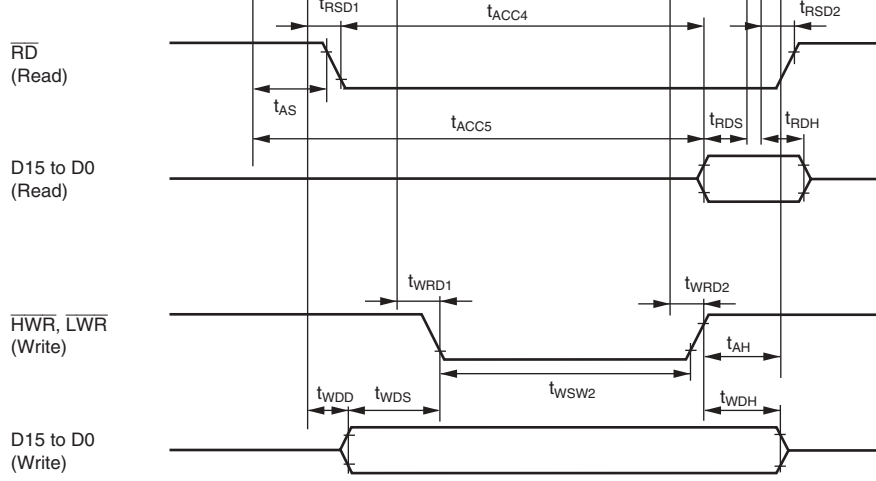 tRSD1
tACC4
tRSD2
RD
(Read)
tAS
tACC5
tRDS
tRDH
D15 to D0
(Read)
tWRD1
tWRD2
HWR, LWR
(Write)
tAH
tWSW2
tWDD
tWDS
tWDH
D15 to D0
(Write)